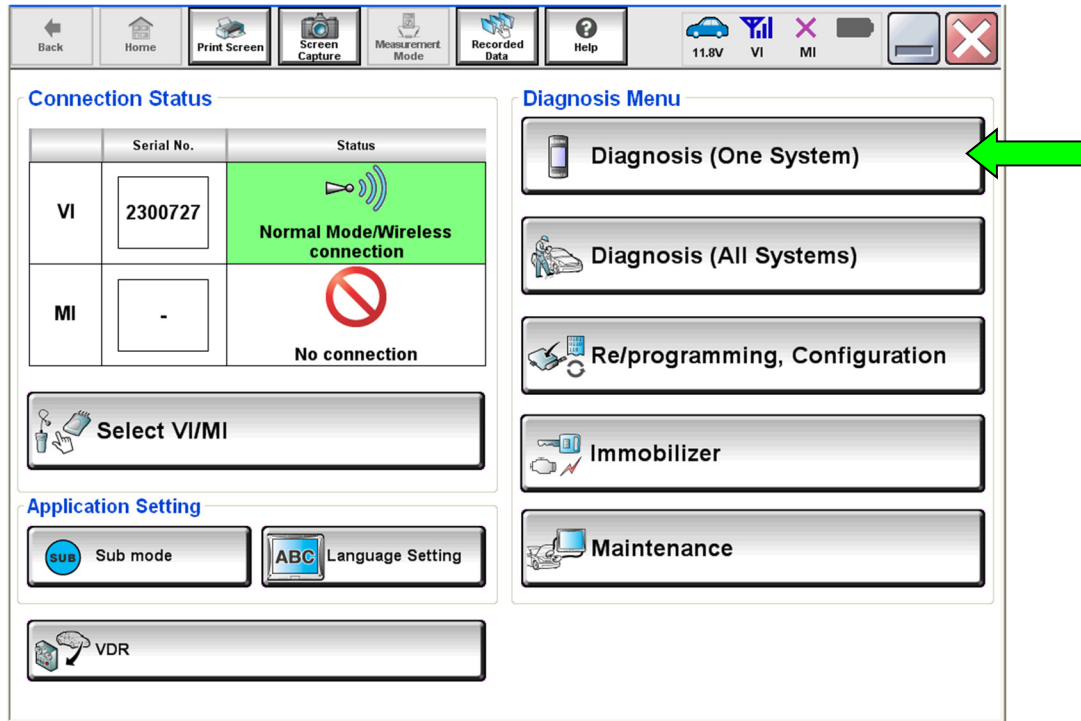 Back
Home
Print Screen
Screen
Capture
Measurement
Mode
Recorded
Data
Help
11.8V
VI
MI
Connection Status
Serial No.
Status
VI
2300727
Normal Mode/Wireless
connection
MI
-
No connection
Select VI/MI
Application Setting
SUB
Sub mode
ABC
Language Setting
VDR
Diagnosis Menu
Diagnosis (One System)
Diagnosis (All Systems)
Re/programming, Configuration
Immobilizer
Maintenance